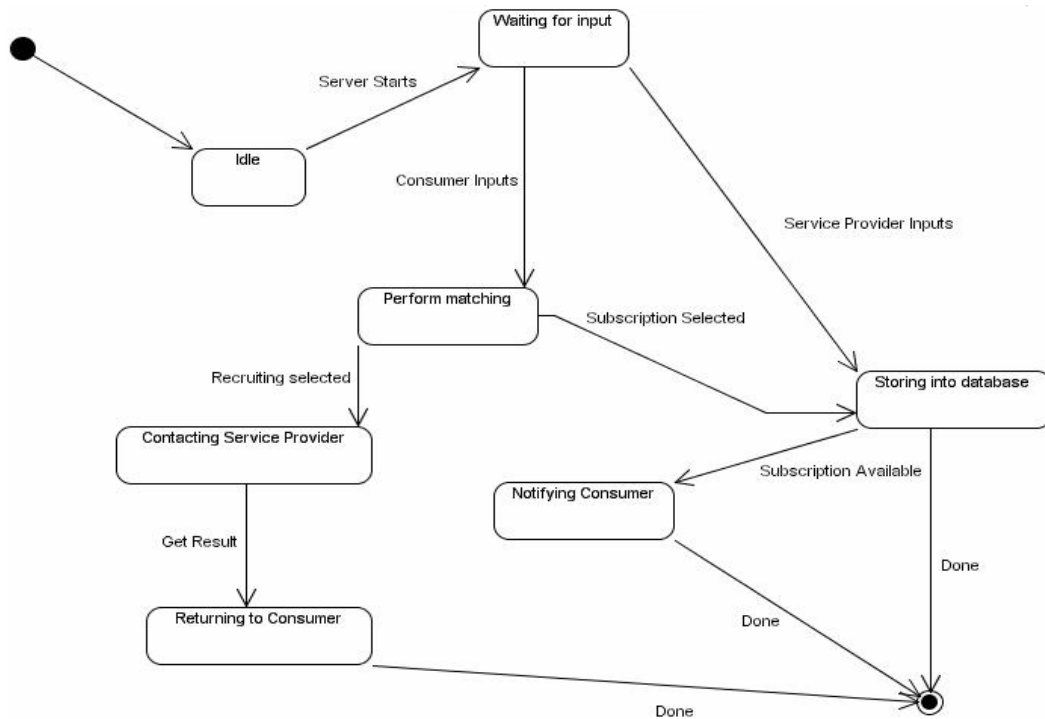 Waiting for input
Server Starts
Idle
Consumer Inputs
Service Provider Inputs
Perform matching
Subscription Selected
Recruiting selected
Storing into database
Contacting Service Provider
Subscription Available
Notifying Consumer
Get Result
Done
Returning to Consumer
Done
Done